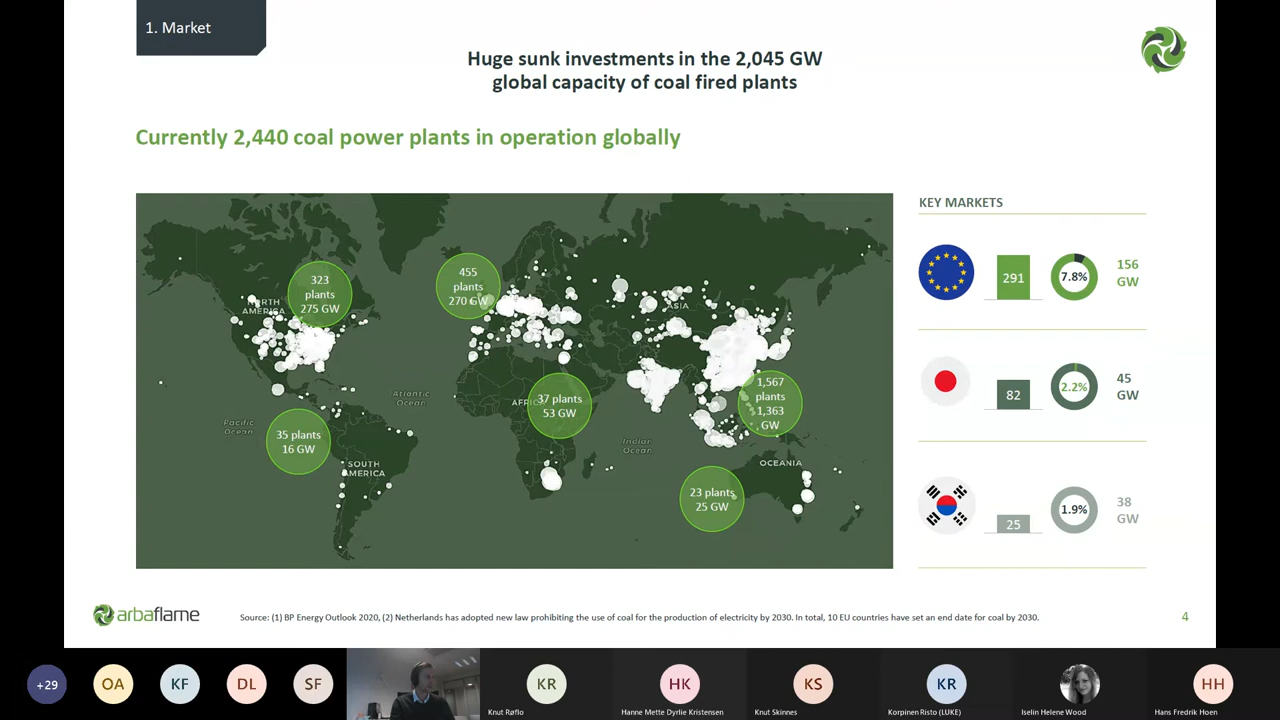 1. Market
Huge sunk investments in the 2,045 GW
global capacity of coal fired plants
Currently 2,440 coal power plants in operation globally
323
plants
275 GW
NORTH
AMERICA
455
plants
270 GW
ASIA
Atlantic
Ocean
AFRICA
37 plants
53 GW
1,567
plants
1,363
GW
Pacific
Ocean
35 plants
16 GW
Indian
Ocean
SOUTH
AMERICA
OCEANIA
23 plants
25 GW
KEY MARKETS
291
7.8%
156
GW
82
2.2%
45
GW
25
1.9%
38
GW
arbaflame
Source: (1) BP Energy Outlook 2020, (2) Netherlands has adopted new law prohibiting the use of coal for the production of electricity by 2030. In total, 10 EU countries have set an end date for coal by 2030.
4
+29
OA
KF
DL
SF
KR
Knut Røflo
HK
Hanne Mette Dyrlie Kristensen
KS
Knut Skinnes
KR
Korpinen Risto (LUKE)
Iselin Helene Wood
HH
Hans Fredrik Hoen